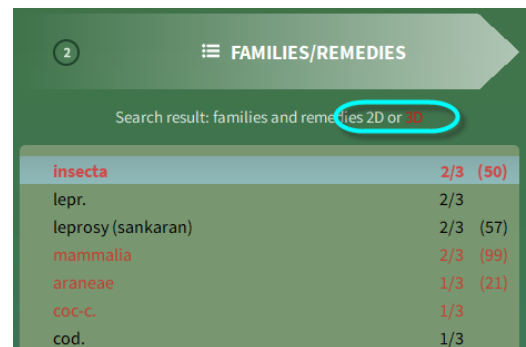 2 FAMILIES/REMEDIES
Search result: families and remedies 2D or 3D
insecta 2/3 (50)
lepr. 2/3
leprosy (sankaran) 2/3 (57)
mammalia 2/3 (99)
araneae 1/3 (21)
coc-c. 1/3
cod. 1/3